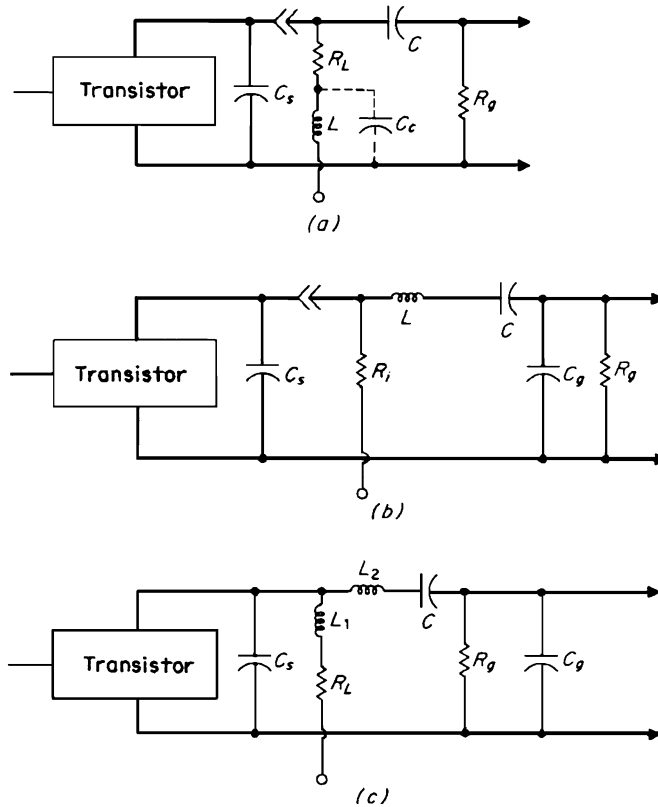 C
R_L
Transistor
C_s
L
C_c
R_g
(a)
L
C
Transistor
C_s
R_i
C_g
R_g
(b)
L_2
L_1
C
Transistor
C_s
R_L
R_g
C_g
(c)